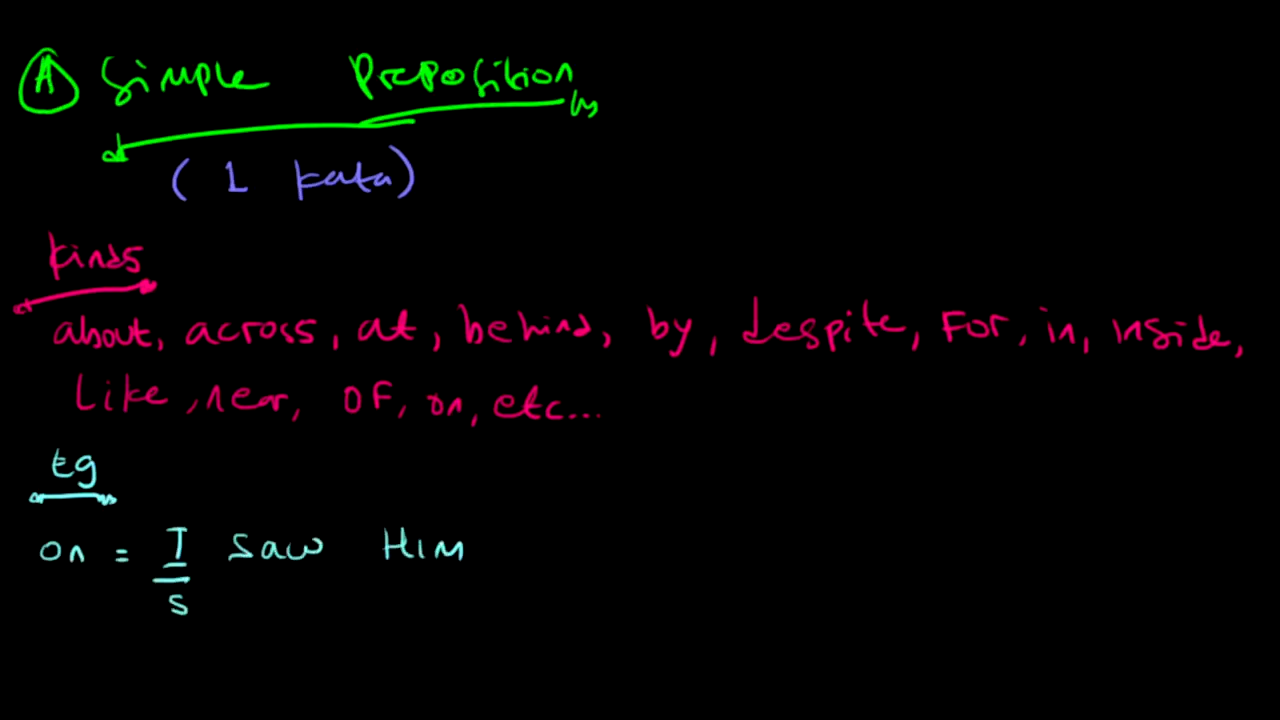 A Simple Preposition
( 1 kata)
kinds
about, across, at, behind, by, despite, For, in, inside,
Like, near, OF, on, etc...
Eg
on = I saw HIM
S